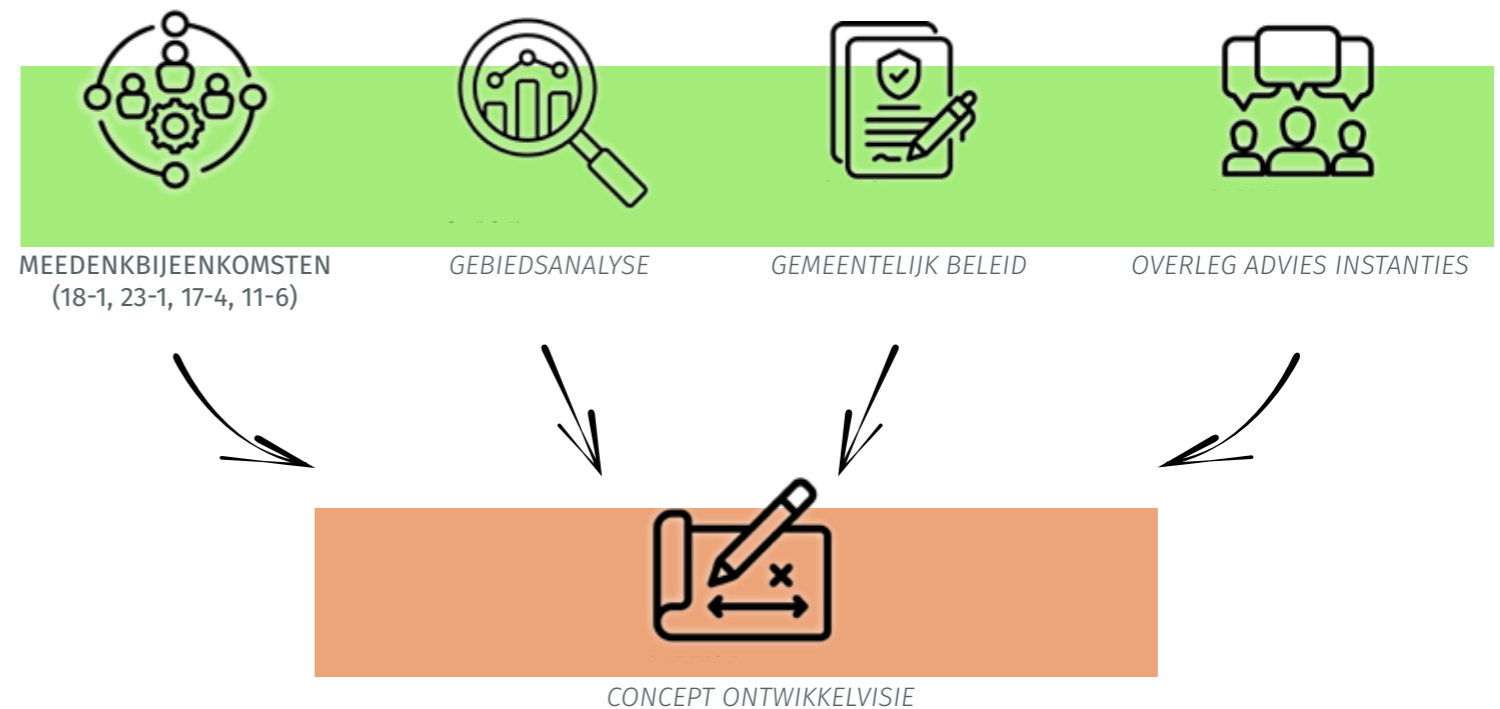 MEEDENKBIJEENKOMSTEN
(18-1, 23-1, 17-4, 11-6)
GEBIEDSANALYSE
GEMEENTELIJK BELEID
OVERLEG ADVIES INSTANTIES
CONCEPT ONTWIKKELVISIE